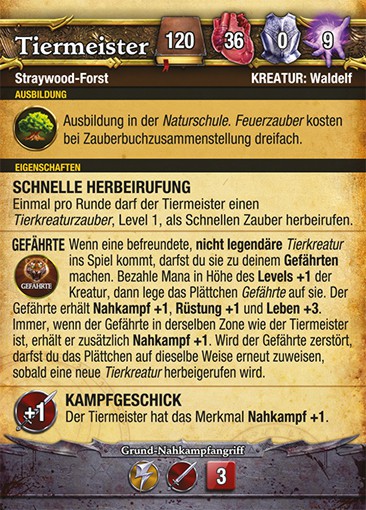 Tiermeister 120 36 0 9
Straywood-Forst KREATUR: Waldelf
AUSBILDUNG
Ausbildung in der Naturschule. Feuerzauber kosten
bei Zauberbuchzusammenstellung dreifach.
EIGENSCHAFTEN
SCHNELLE HERBEIRUFUNG
Einmal pro Runde darf der Tiermeister einen
Tierkreaturzauber, Level 1, als Schnellen Zauber herbeirufen.
GEFÄHRTE Wenn eine befreundete, nicht legendäre Tierkreatur
ins Spiel kommt, darfst du sie zu deinem Gefährten
machen. Bezahle Mana in Höhe des Levels +1 der
GEFÄHRTE
Kreatur, dann lege das Plättchen Gefährte auf sie. Der
Gefährte erhält Nahkampf +1, Rüstung +1 und Leben +3.
Immer, wenn der Gefährte in derselben Zone wie der Tiermeister
ist, erhält er zusätzlich Nahkampf +1. Wird der Gefährte zerstört,
darfst du das Plättchen auf dieselbe Weise erneut zuweisen,
sobald eine neue Tierkreatur herbeigerufen wird.
+1 KAMPFGESCHICK
Der Tiermeister hat das Merkmal Nahkampf +1.
Grund-Nahkampfangriff
3